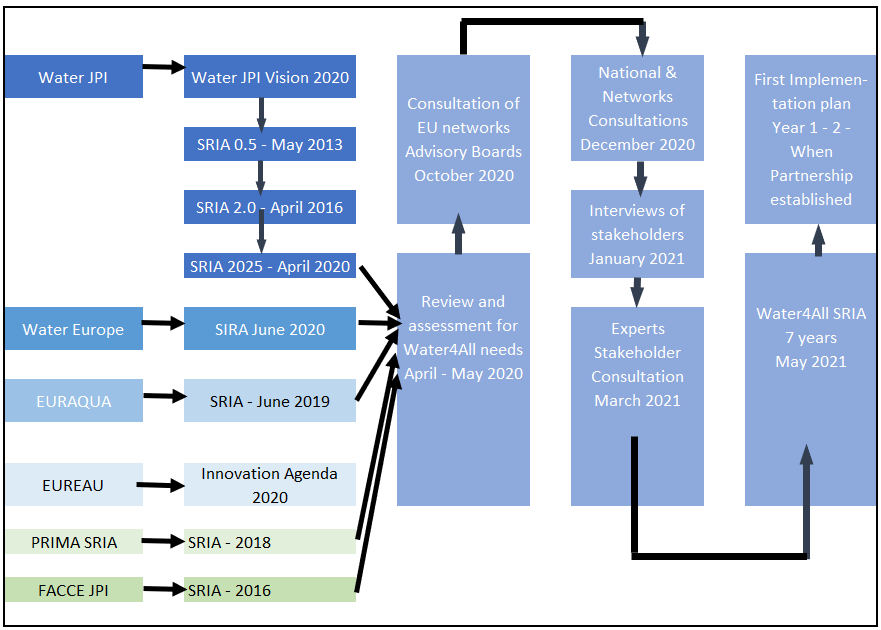 Water JPI
Water JPI Vision 2020
SRIA 0.5 - May 2013
SRIA 2.0 - April 2016
SRIA 2025 - April 2020
Water Europe
SIRA June 2020
EURAQUA
SRIA - June 2019
EUREAU
Innovation Agenda
2020
PRIMA SRIA
SRIA - 2018
FACCE JPI
SRIA - 2016
Review and
assessment for
Water4All needs
April - May 2020
Consultation of
EU networks
Advisory Boards
October 2020
National &
Networks
Consultations
December 2020
Interviews of
stakeholders
January 2021
Experts
Stakeholder
Consultation
March 2021
Water4All SRIA
7 years
May 2021
First Implemen-
tation plan
Year 1 - 2 -
When
Partnership
established